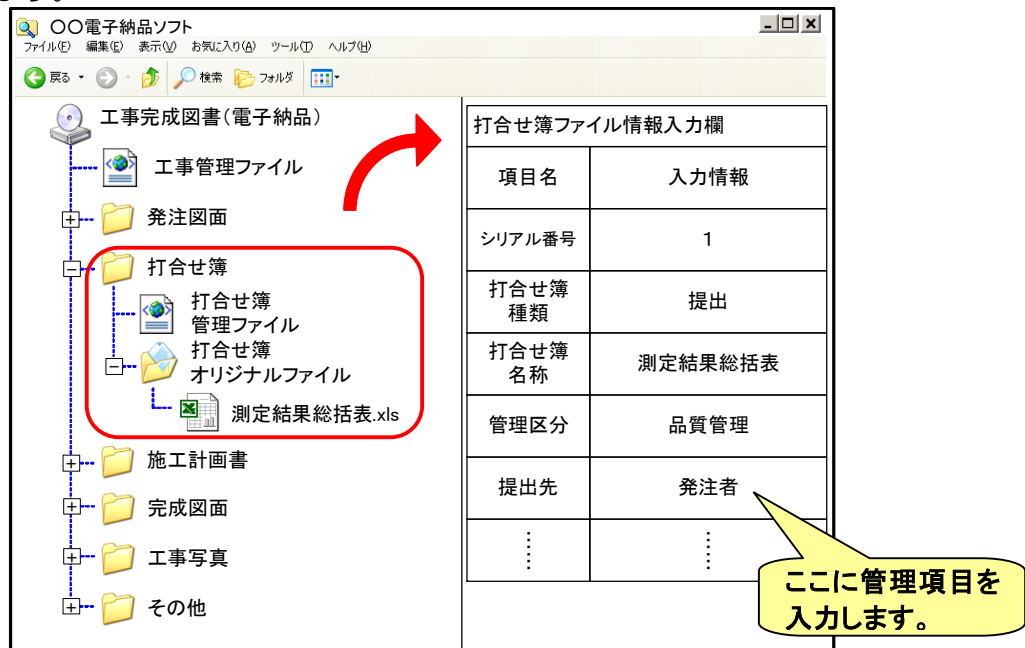 〇〇電子納品ソフト
ファイル(F) 編集(E) 表示(V) お気に入り(A) ツール(T) ヘルプ(H)
戻る 検索 フォルダ
工事完成図書(電子納品)
工事管理ファイル
発注図面
打合せ簿
打合せ簿
管理ファイル
打合せ簿
オリジナルファイル
測定結果総括表.xls
施工計画書
完成図面
工事写真
その他
打合せ簿ファイル情報入力欄
項目名 入力情報
シリアル番号 1
打合せ簿
種類
提出
打合せ簿
名称
測定結果総括表
管理区分 品質管理
提出先 発注者
⋮ ⋮
ここに管理項目を
入力します。